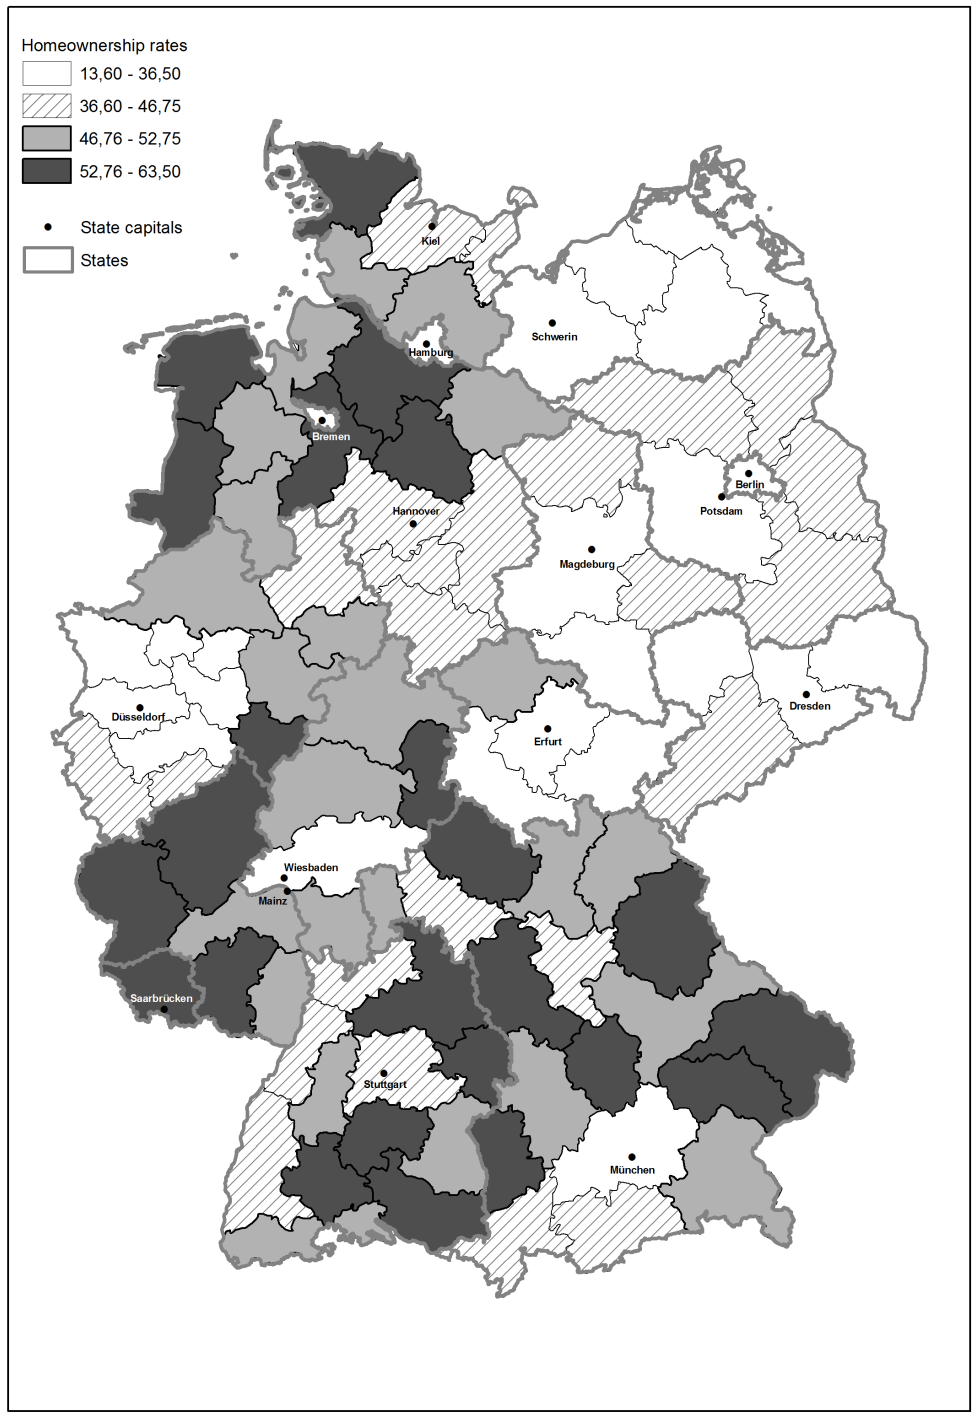 Homeownership rates
13,60 - 36,50
36,60 - 46,75
46,76 - 52,75
52,76 - 63,50
State capitals
States
Kiel
Schwerin
Hamburg
Bremen
Berlin
Potsdam
Hannover
Magdeburg
Düsseldorf
Dresden
Erfurt
Wiesbaden
Mainz
Saarbrücken
Stuttgart
München